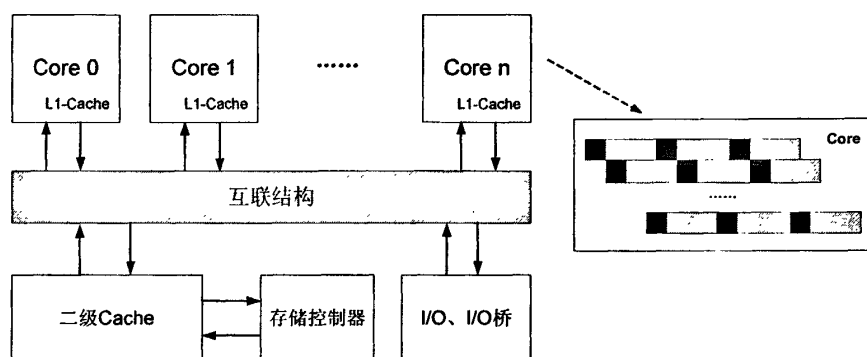 Core 0
L1-Cache
Core 1
L1-Cache
......
Core n
L1-Cache
Core
......
互联结构
二级Cache
存储控制器
I/O、I/O桥